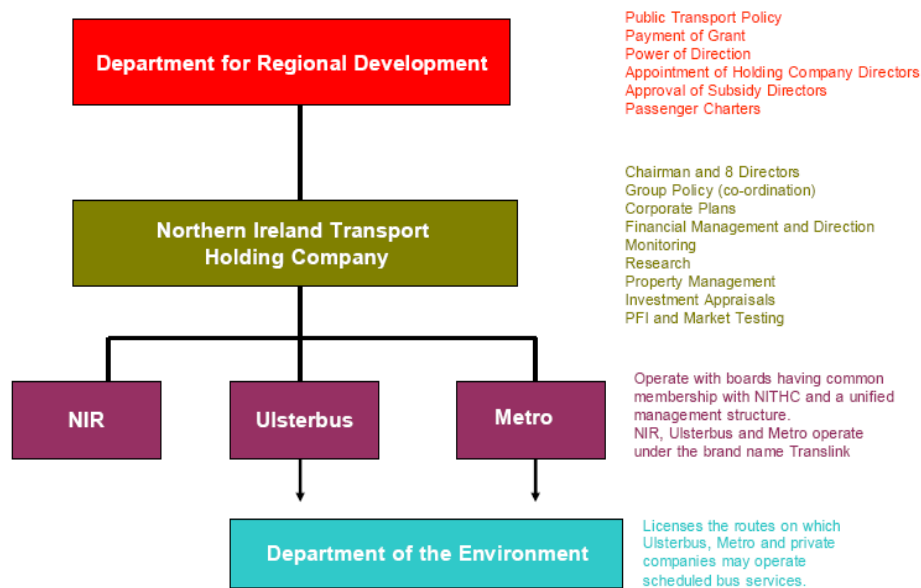 Department for Regional Development
Public Transport Policy
Payment of Grant
Power of Direction
Appointment of Holding Company Directors
Approval of Subsidy Directors
Passenger Charters
Northern Ireland Transport
Holding Company
Chairman and 8 Directors
Group Policy (co-ordination)
Corporate Plans
Financial Management and Direction
Monitoring
Research
Property Management
Investment Appraisals
PFI and Market Testing
NIR
Ulsterbus
Metro
Operate with boards having common
membership with NITHC and a unified
management structure.
NIR, Ulsterbus and Metro operate
under the brand name Translink
Department of the Environment
Licenses the routes on which
Ulsterbus, Metro and private
companies may operate
scheduled bus services.